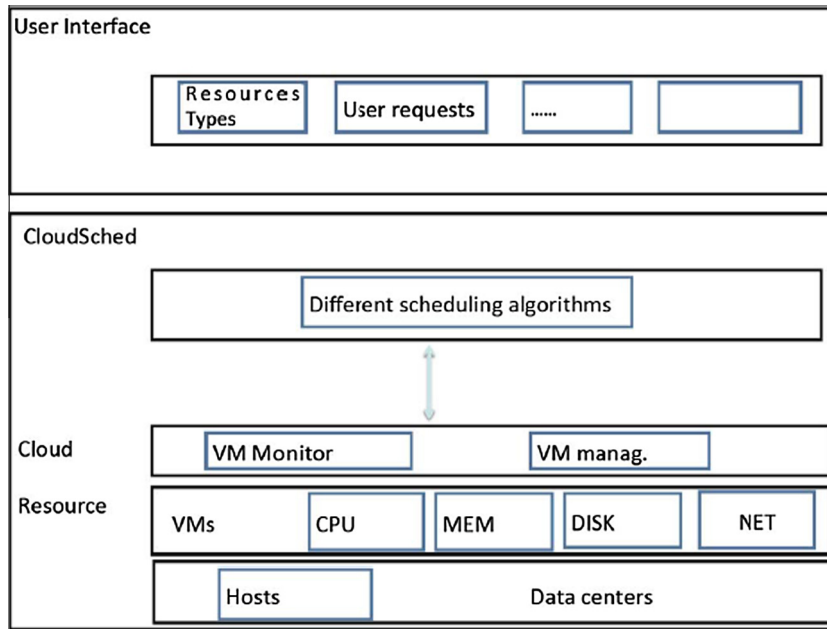 User Interface
Resources
Types
User requests
......
CloudSched
Different scheduling algorithms
Cloud
VM Monitor
VM manag.
Resource
VMs
CPU
MEM
DISK
NET
Hosts
Data centers